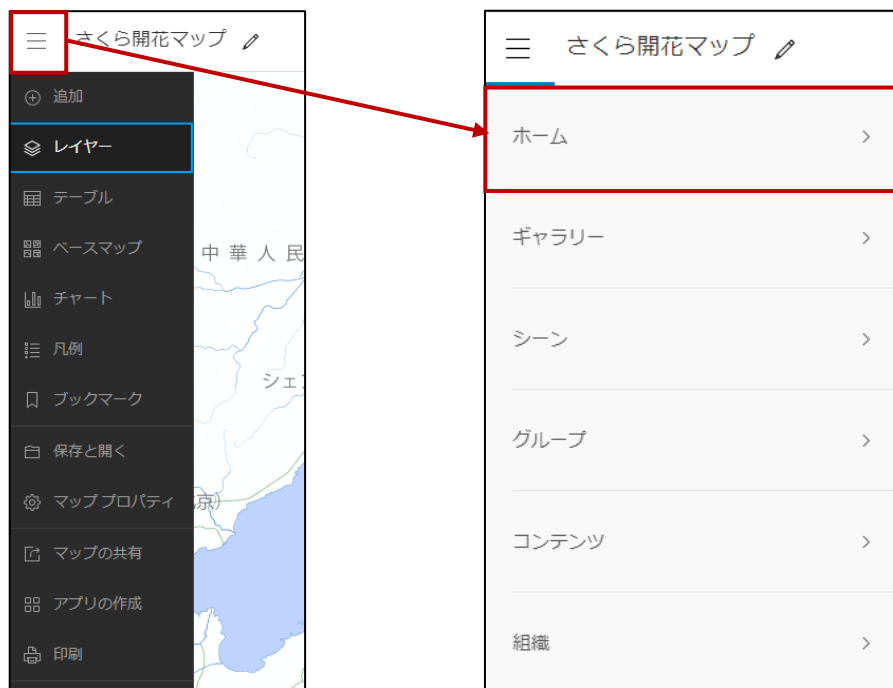 さくら開花マップ
追加
レイヤー
テーブル
ベースマップ
チャート
凡例
ブックマーク
保存と開く
マップ プロパティ
マップの共有
アプリの作成
印刷
中華人民
シェ
京)
さくら開花マップ
ホーム
ギャラリー
シーン
グループ
コンテンツ
組織